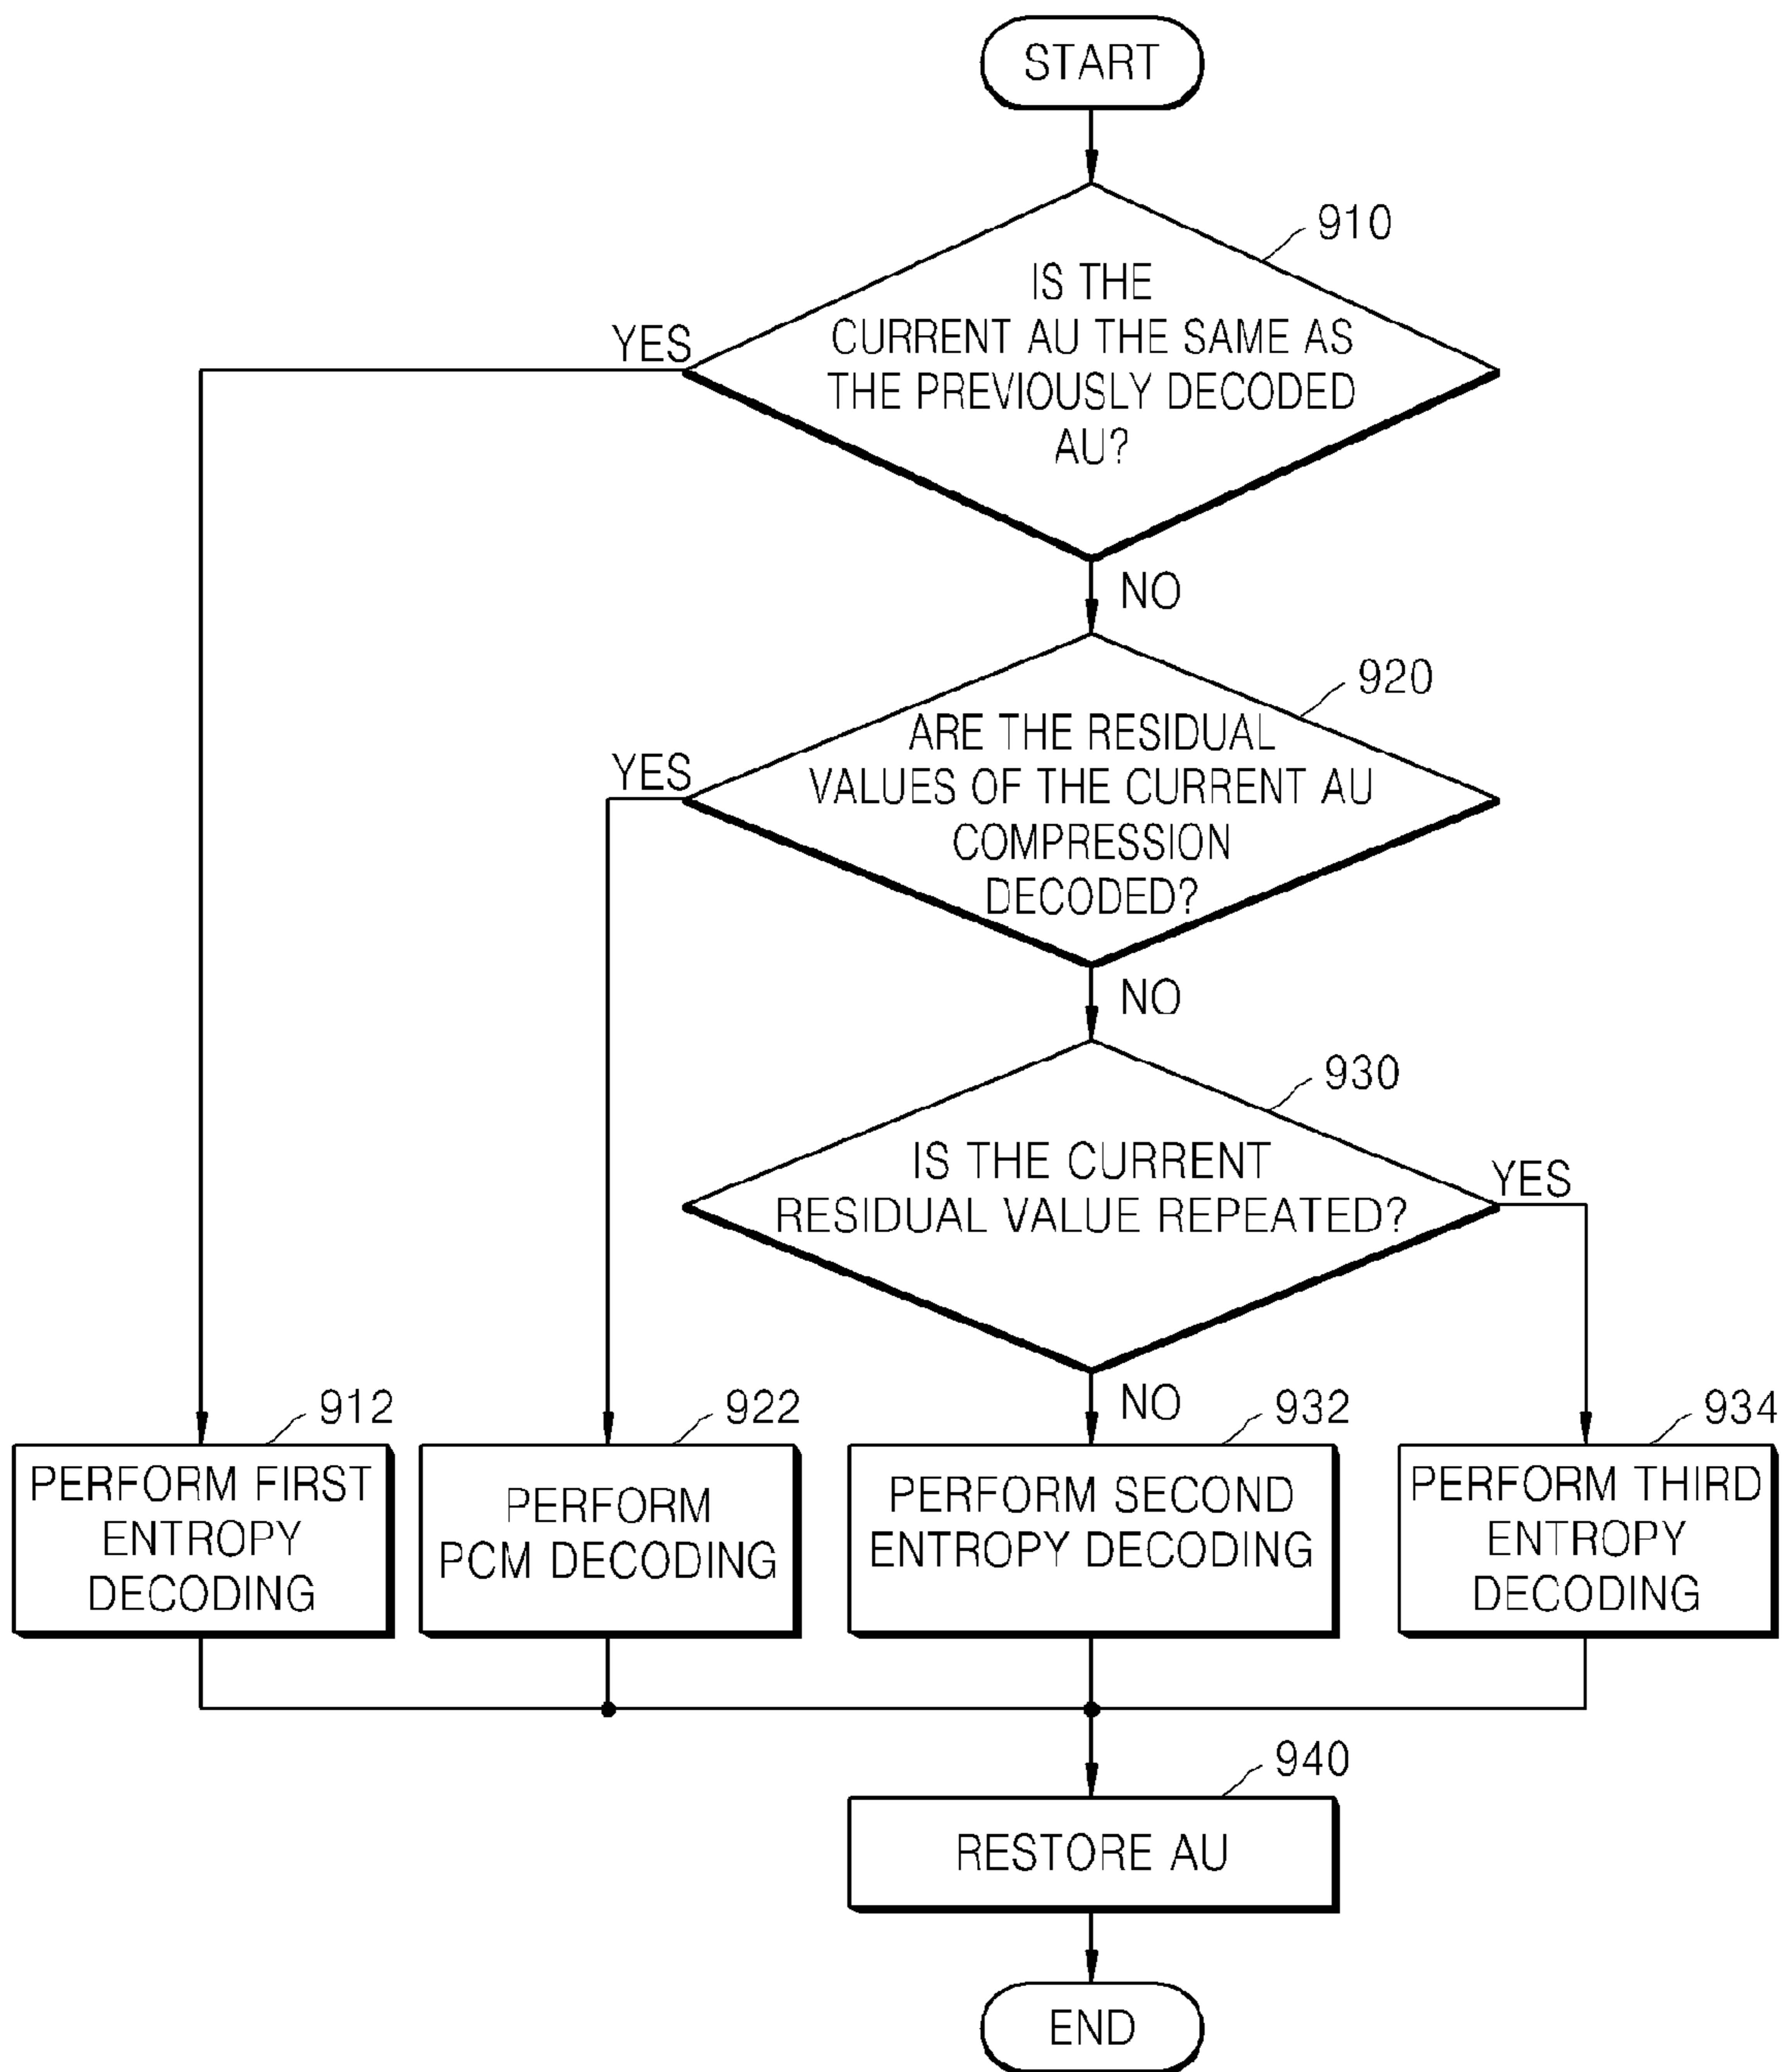 START
910
IS THE
CURRENT AU THE SAME AS
THE PREVIOUSLY DECODED
AU?
YES
NO
920
ARE THE RESIDUAL
VALUES OF THE CURRENT AU
COMPRESSION
DECODED?
YES
NO
930
IS THE CURRENT
RESIDUAL VALUE REPEATED?
YES
NO
912
PERFORM FIRST
ENTROPY
DECODING
922
PERFORM
PCM DECODING
932
PERFORM SECOND
ENTROPY DECODING
934
PERFORM THIRD
ENTROPY
DECODING
940
RESTORE AU
END